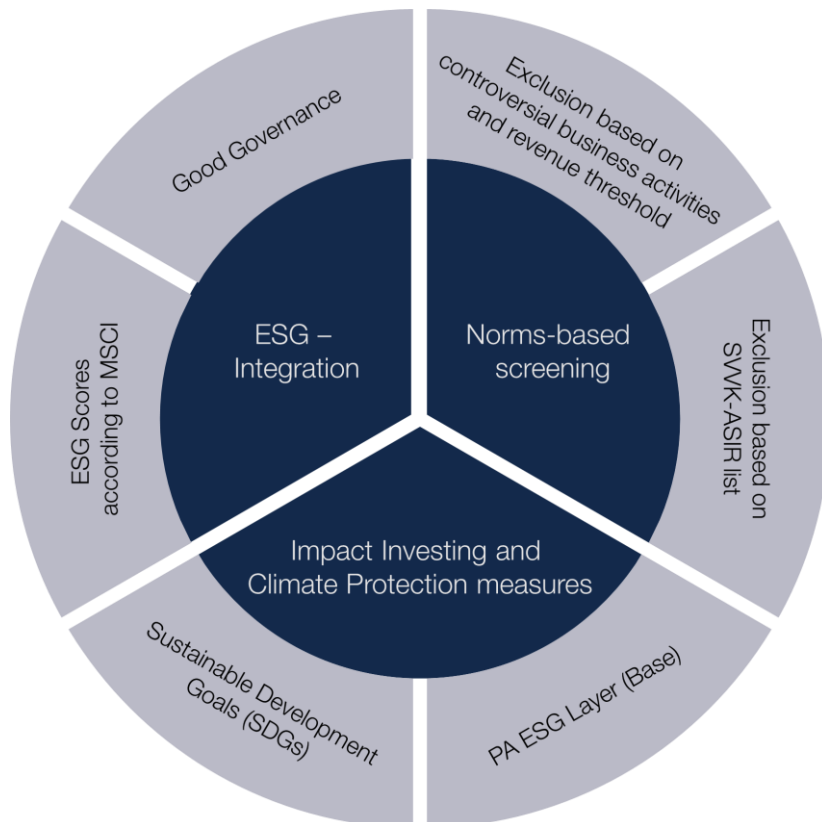 Good Governance
Exclusion based on
controversial business activities
and revenue threshold
ESG –
Integration
Norms-based
screening
ESG Scores
according to MSCI
Exclusion based on
SVVK-ASIR list
Impact Investing and
Climate Protection measures
Sustainable Development
Goals (SDGs)
PA ESG Layer (Base)